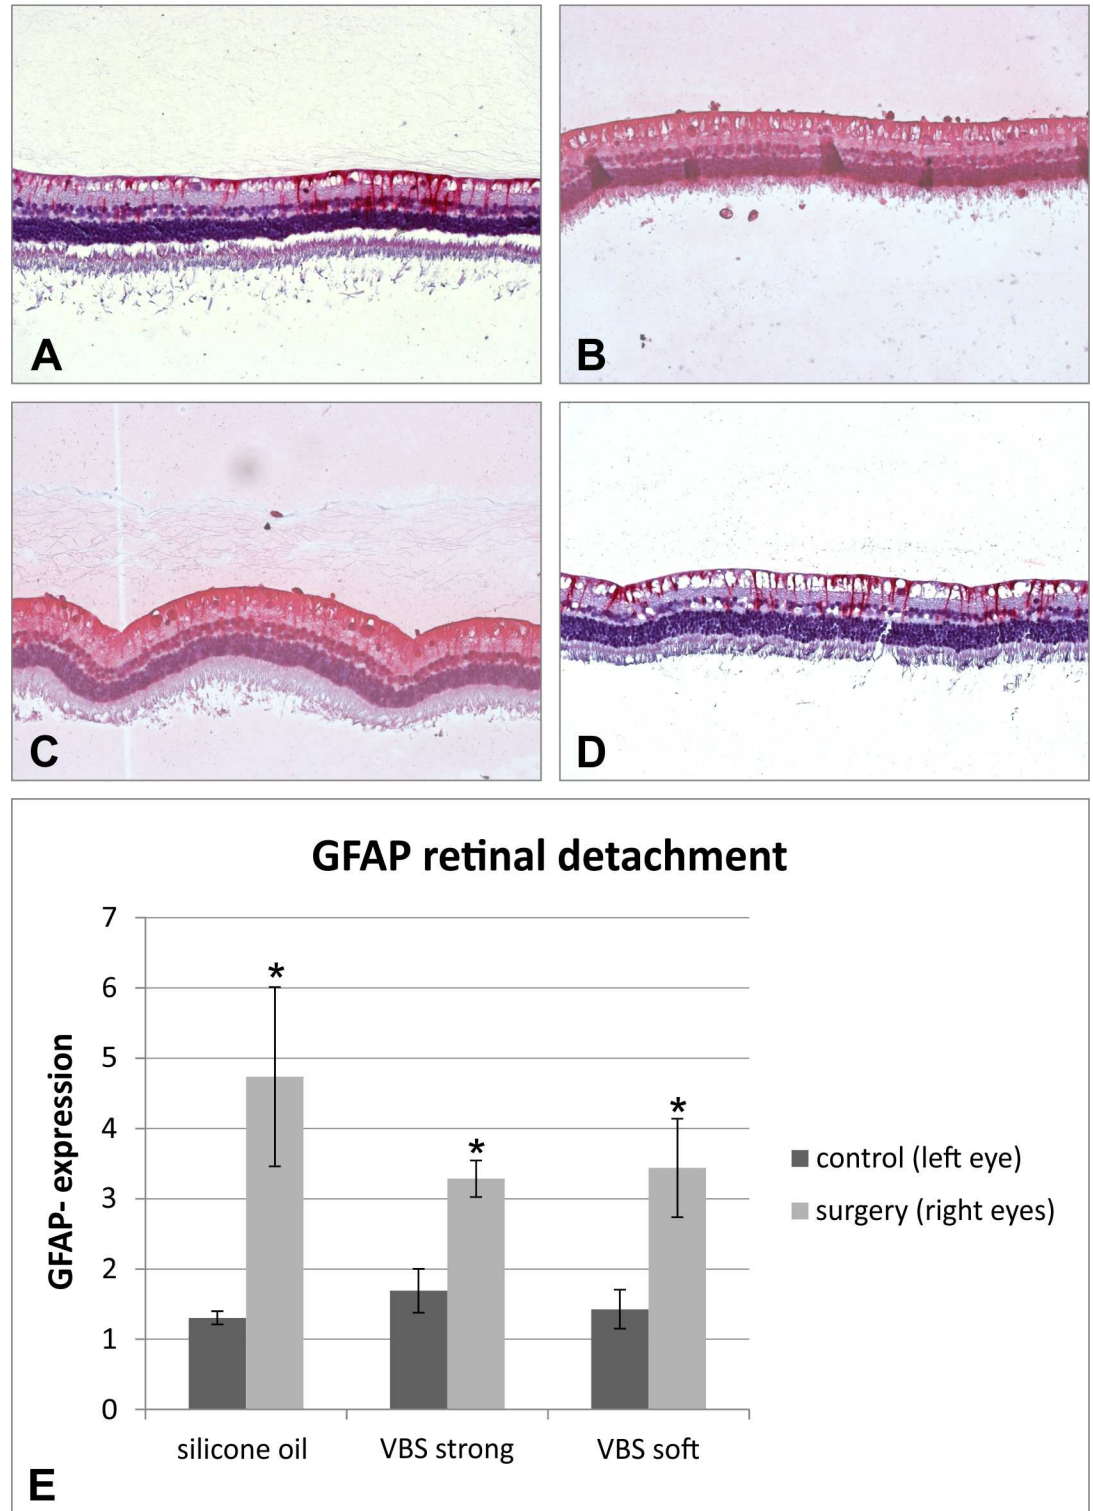 A
B
C
D
GFAP retinal detachment
7
6
5
4
3
2
1
0
GFAP- expression
*
*
*
silicone oil
VBS strong
VBS soft
control (left eye)
surgery (right eyes)
E